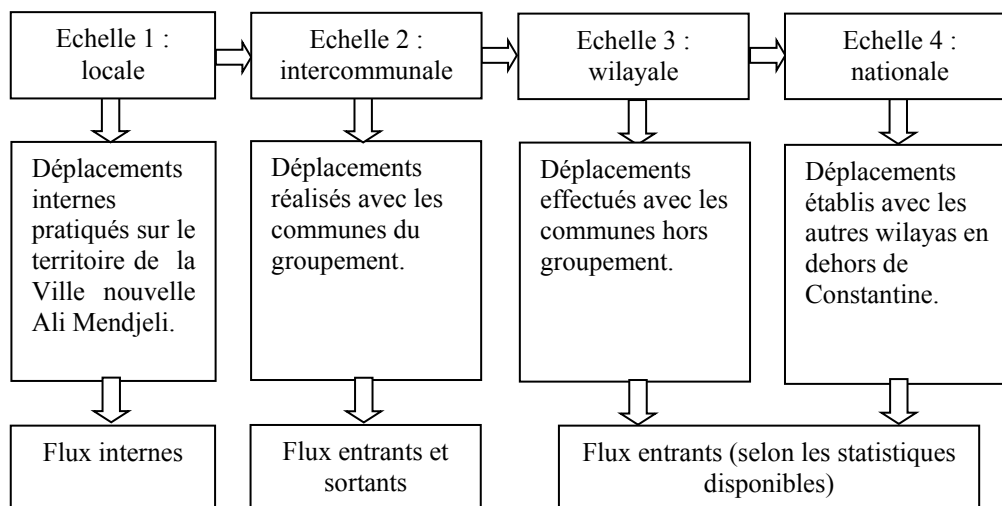 Echelle 1 :
locale
Echelle 2 :
intercommunale
Echelle 3 :
wilayale
Echelle 4 :
nationale
Déplacements
internes
pratiqués sur le
territoire de la
Ville nouvelle
Ali Mendjeli.
Déplacements
réalisés avec les
communes du
groupement.
Déplacements
effectués avec les
communes hors
groupement.
Déplacements
établis avec les
autres wilayas en
dehors de
Constantine.
Flux internes
Flux entrants et
sortants
Flux entrants (selon les statistiques
disponibles)